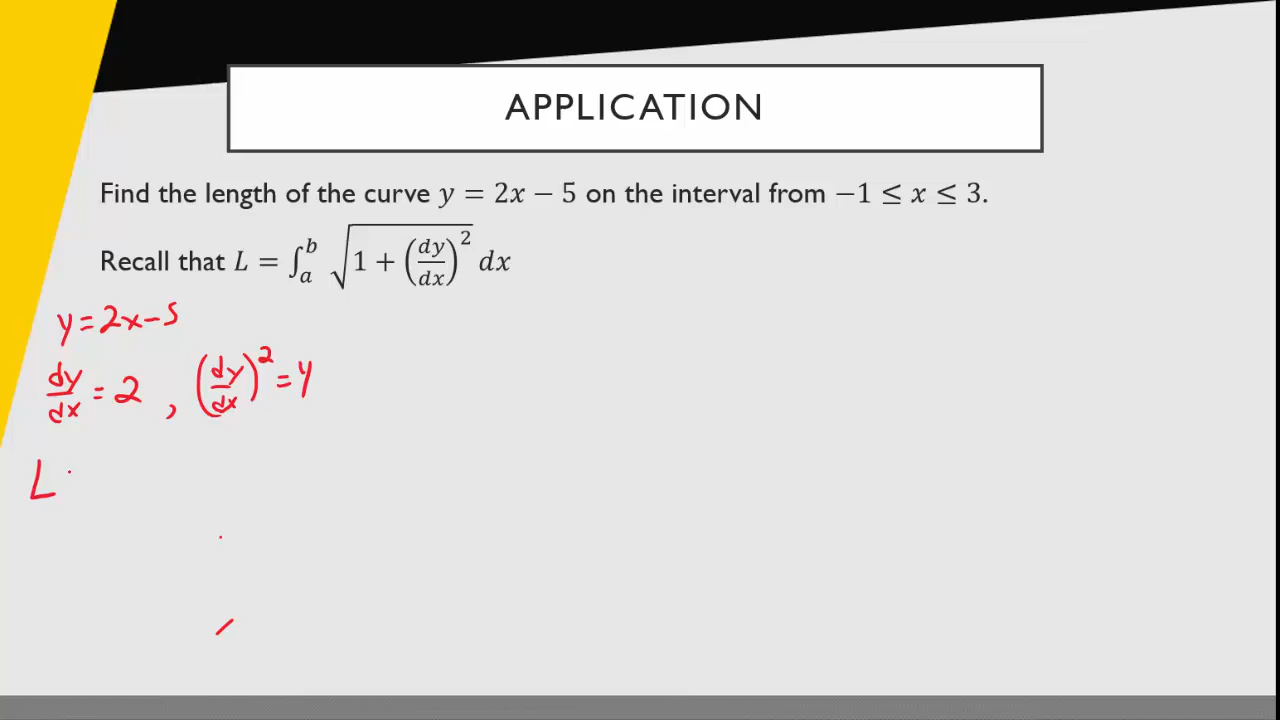 APPLICATION
Find the length of the curve 𝑦 = 2𝑥 − 5 on the interval from −1 ≤ 𝑥 ≤ 3.
Recall that 𝐿 = ∫ₐᵇ √(1 + (dy/dx)²) 𝑑𝑥
y = 2x − 5
dy/dx = 2 , (dy/dx)² = 4
L